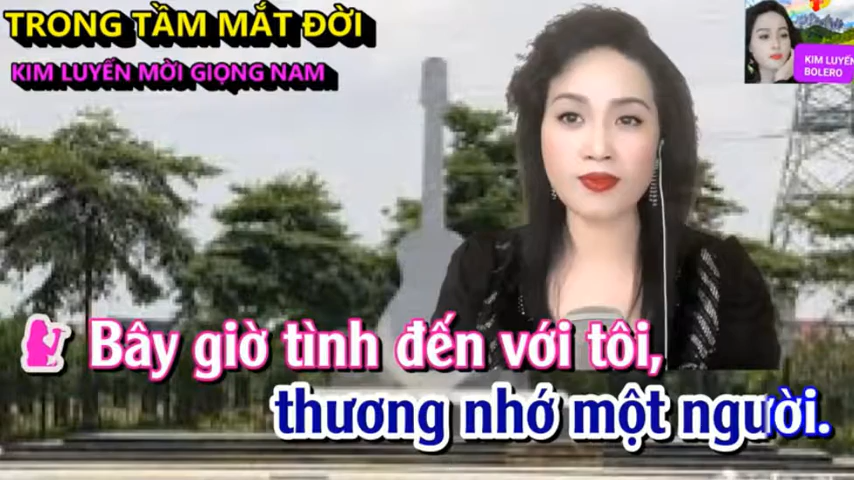 TRONG TẦM MẮT ĐỜI
KIM LUYẾN MỜI GIỌNG NAM
KIM LUYẾN
BOLERO
Bây giờ tình đến với tôi,
thương nhớ một người.